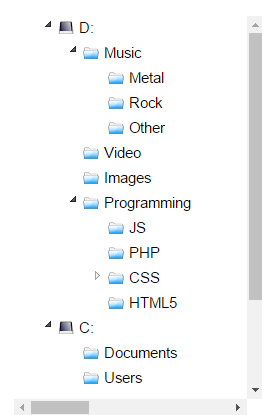 D:
Music
Metal
Rock
Other
Video
Images
Programming
JS
PHP
CSS
HTML5
C:
Documents
Users